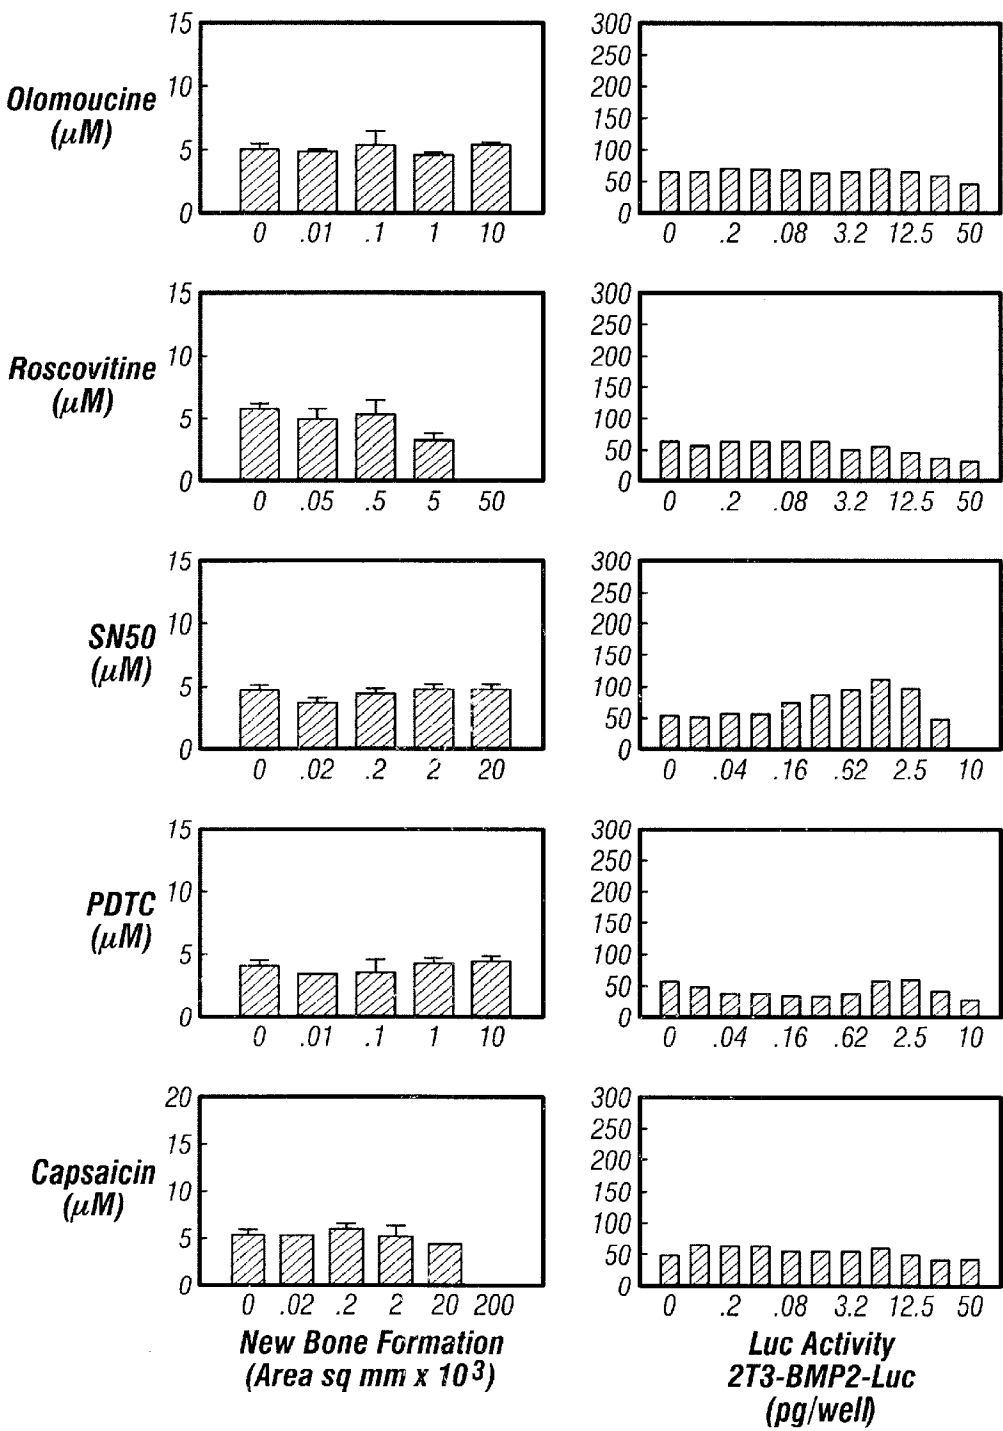 15
10
5
0
Olomoucine
(μM)
0 .01 .1 1 10
300
250
200
150
100
50
0
0 .2 .08 3.2 12.5 50
15
10
5
0
Roscovitine
(μM)
0 .05 .5 5 50
300
250
200
150
100
50
0
0 .2 .08 3.2 12.5 50
15
10
5
0
SN50
(μM)
0 .02 .2 2 20
300
250
200
150
100
50
0
0 .04 .16 .62 2.5 10
15
10
5
0
PDTC
(μM)
0 .01 .1 1 10
300
250
200
150
100
50
0
0 .04 .16 .62 2.5 10
20
15
10
5
0
Capsaicin
(μM)
0 .02 .2 2 20 200
New Bone Formation
(Area sq mm x 10³)
300
250
200
150
100
50
0
0 .2 .08 3.2 12.5 50
Luc Activity
2T3-BMP2-Luc
(pg/well)